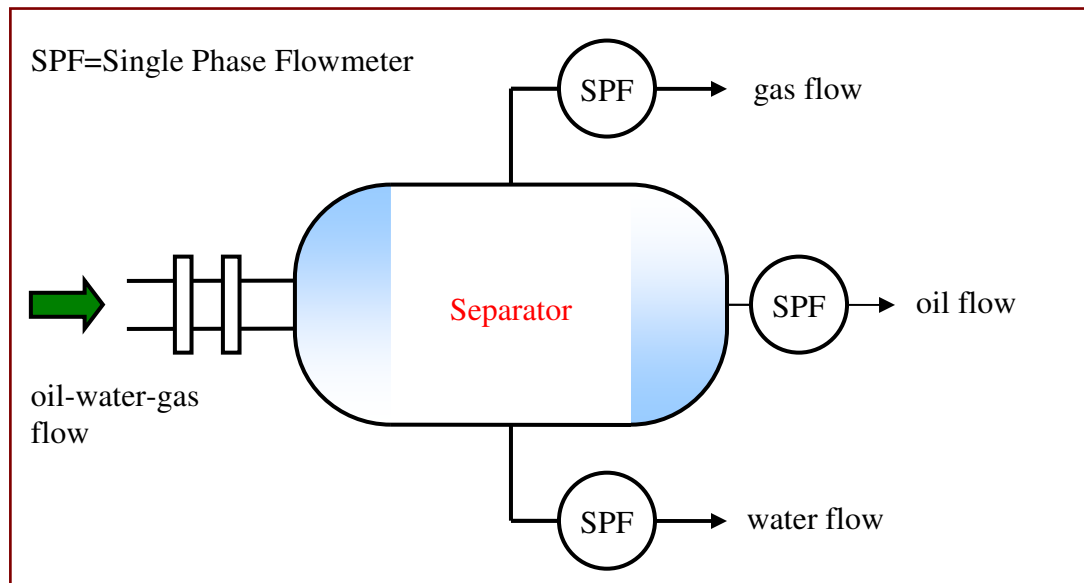 SPF=Single Phase Flowmeter
SPF
gas flow
Separator
SPF
oil flow
oil-water-gas
flow
SPF
water flow